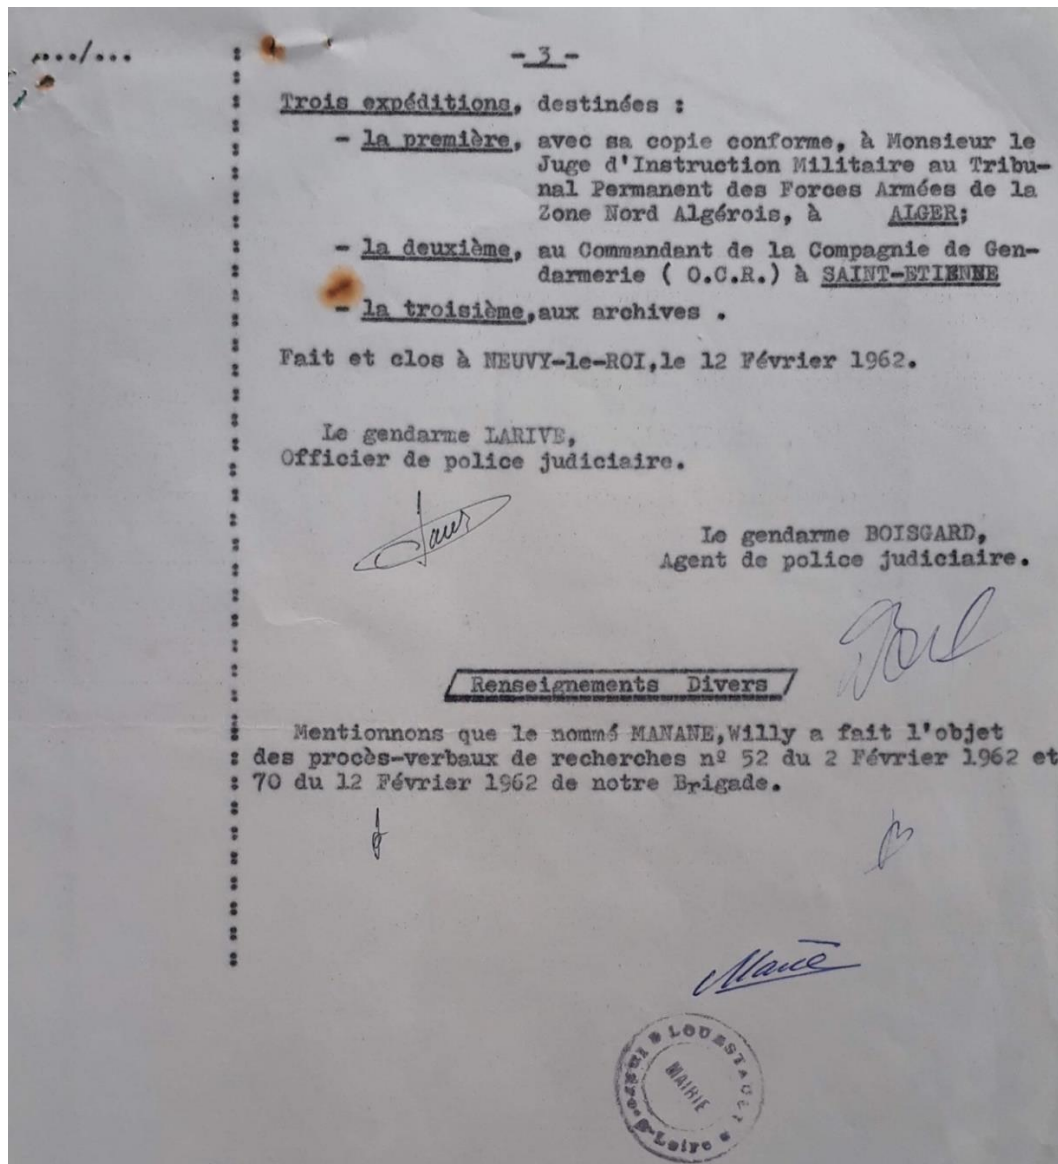 .../...
- 3 -
Trois expéditions, destinées :
- la première, avec sa copie conforme, à Monsieur le
Juge d'Instruction Militaire au Tribu-
nal Permanent des Forces Armées de la
Zone Nord Algérois, à ALGER;
- la deuxième, au Commandant de la Compagnie de Gen-
darmerie ( O.C.R.) à SAINT-ETIENNE
- la troisième,aux archives .
Fait et clos à NEUVY-le-ROI,le 12 Février 1962.
Le gendarme LARIVE,
Officier de police judiciaire.
Le gendarme BOISGARD,
Agent de police judiciaire.
Renseignements Divers
Mentionnons que le nommé MANANE,Willy a fait l'objet
des procès-verbaux de recherches nº 52 du 2 Février 1962 et
70 du 12 Février 1962 de notre Brigade.
LOUESTAULT
MAIRIE
Indre-&-Loire